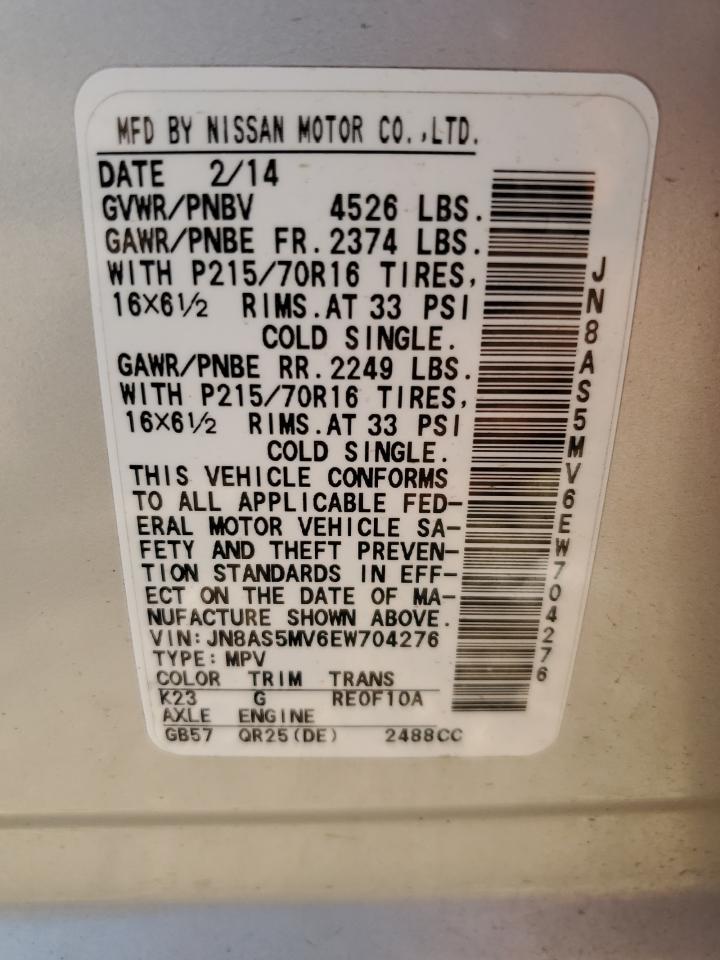 MFD BY NISSAN MOTOR CO.,LTD.
DATE 2/14
GVWR/PNBV 4526 LBS.
GAWR/PNBE FR. 2374 LBS.
WITH P215/70R16 TIRES,
16X6½ RIMS. AT 33 PSI
COLD SINGLE.
GAWR/PNBE RR. 2249 LBS.
WITH P215/70R16 TIRES,
16X6½ RIMS. AT 33 PSI
COLD SINGLE.
THIS VEHICLE CONFORMS
TO ALL APPLICABLE FED-
ERAL MOTOR VEHICLE SA-
FETY AND THEFT PREVEN-
TION STANDARDS IN EFF-
ECT ON THE DATE OF MA-
NUFACTURE SHOWN ABOVE.
VIN: JN8AS5MV6EW704276
TYPE: MPV
COLOR TRIM TRANS
K23 G RE0F10A
AXLE ENGINE
GB57 QR25(DE) 2488CC
JN8AS5MV6EW704276